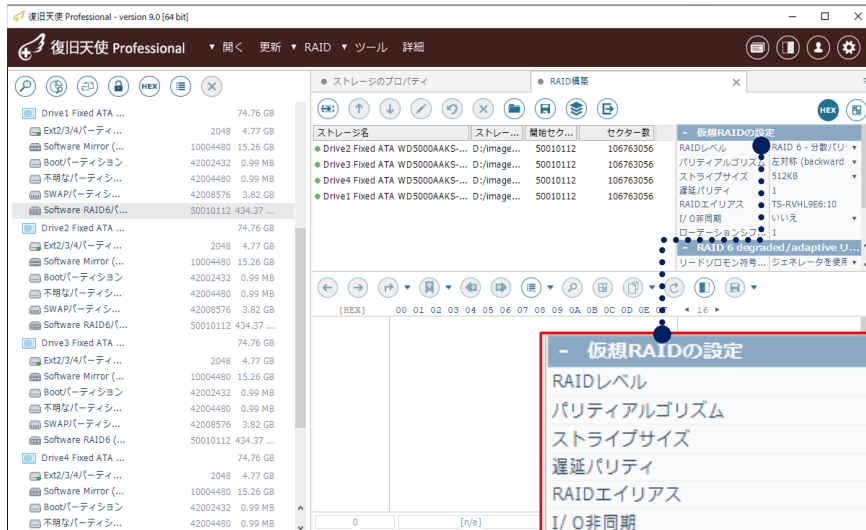 復旧天使 Professional - version 9.0 [64 bit]
復旧天使 Professional ▼ 開く 更新 ▼ RAID ▼ ツール 詳細
HEX
Drive1 Fixed ATA ... 74.76 GB
Ext2/3/4パーティ... 2048 4.77 GB
Software Mirror (... 10004480 15.26 GB
Bootパーティション 42002432 0.99 MB
不明なパーティシ... 42004480 0.99 MB
SWAPパーティシ... 42008576 3.82 GB
Software RAID6パ... 50010112 434.37 ...
Drive2 Fixed ATA ... 74.76 GB
Ext2/3/4パーティ... 2048 4.77 GB
Software Mirror (... 10004480 15.26 GB
Bootパーティション 42002432 0.99 MB
不明なパーティシ... 42004480 0.99 MB
SWAPパーティシ... 42008576 3.82 GB
Software RAID6パ... 50010112 434.37 ...
Drive3 Fixed ATA ... 74.76 GB
Ext2/3/4パーティ... 2048 4.77 GB
Software Mirror (... 10004480 15.26 GB
Bootパーティション 42002432 0.99 MB
不明なパーティシ... 42004480 0.99 MB
SWAPパーティシ... 42008576 3.82 GB
Software RAID6 (... 50010112 434.37 ...
Drive4 Fixed ATA ... 74.76 GB
Ext2/3/4パーティ... 2048 4.77 GB
Software Mirror (... 10004480 15.26 GB
Bootパーティション 42002432 0.99 MB
不明なパーティシ... 42004480 0.99 MB
ストレージのプロパティ
RAID構築
HEX
ストレージ名 ストレー... 開始セク... セクター数
Drive2 Fixed ATA WD5000AAKS-... D:/image... 50010112 106763056
Drive3 Fixed ATA WD5000AAKS-... D:/image... 50010112 106763056
Drive4 Fixed ATA WD5000AAKS-... D:/image... 50010112 106763056
Drive1 Fixed ATA WD5000AAKS-... D:/image... 50010112 106763056
- 仮想RAIDの設定
RAIDレベル RAID 6 - 分散パリ
パリティアルゴリズム 左対称 (backward
ストライプサイズ 512KB
遅延パリティ 1
RAIDエイリアス TS-RVHL9E6:10
I/ O非同期 いいえ
ローテーションシフ... 1
- RAID 6 degraded/adaptive リ...
リードソロモン符号... ジェネレータを使用
[HEX] 00 01 02 03 04 05 06 07 08 09 0A 0B 0C 0D 0E 0F 16
0 [n/a]
- 仮想RAIDの設定
RAIDレベル
パリティアルゴリズム
ストライプサイズ
遅延パリティ
RAIDエイリアス
I/ O非同期